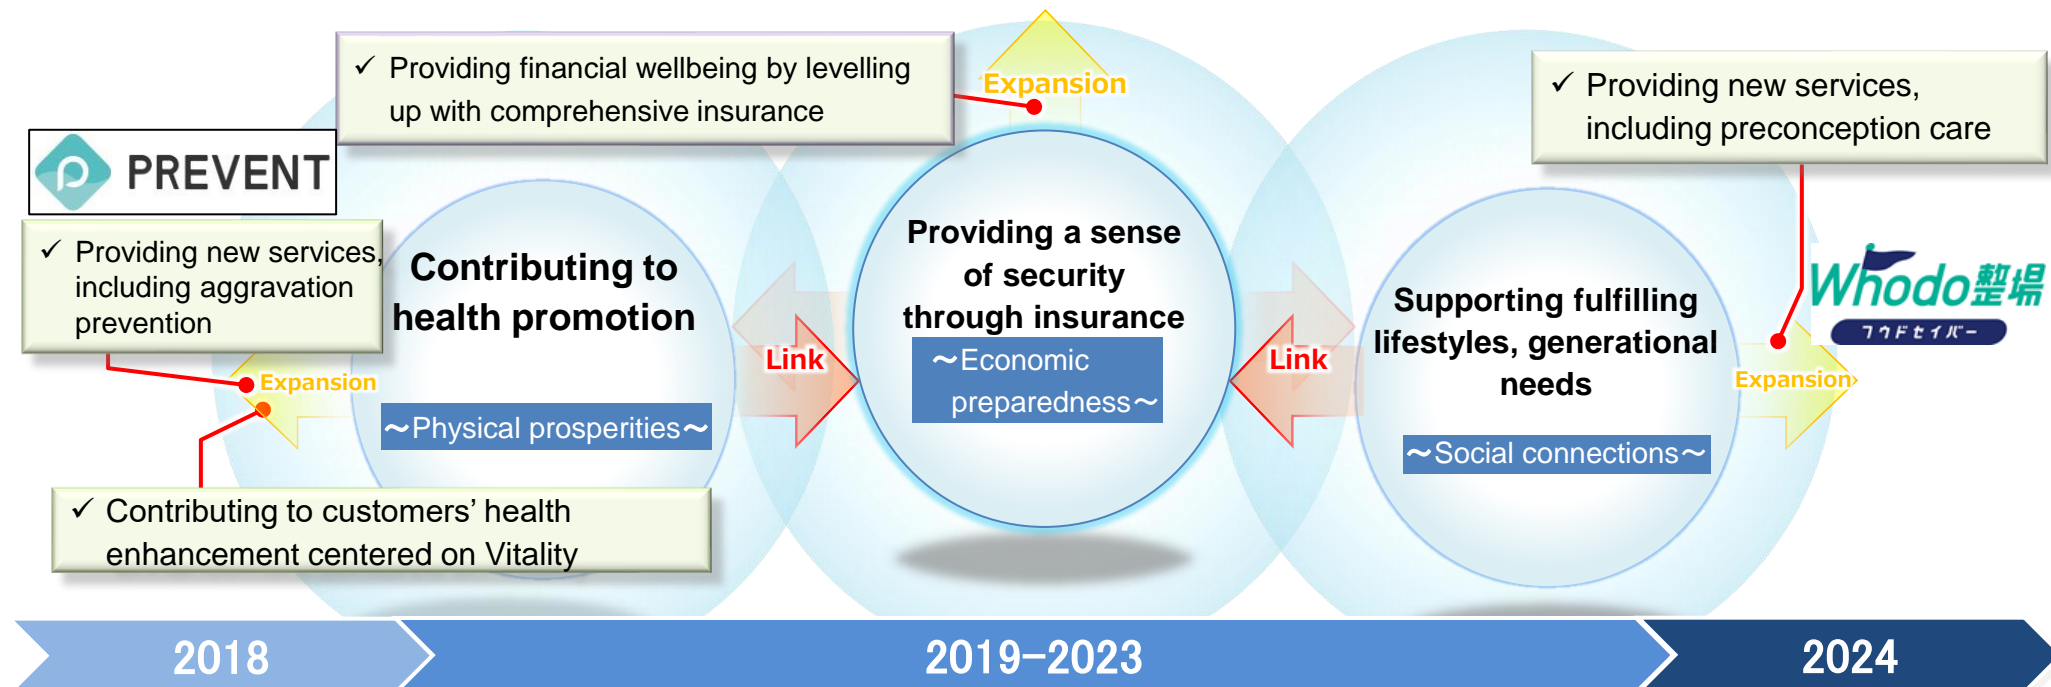 ✓ Providing financial wellbeing by levelling
up with comprehensive insurance
Expansion
✓ Providing new services,
including preconception care
PREVENT
✓ Providing new services,
including aggravation
prevention
Expansion
Contributing to
health promotion
～Physical prosperities～
✓ Contributing to customers’ health
enhancement centered on Vitality
Link
Providing a sense
of security
through insurance
～Economic
preparedness～
Link
Supporting fulfilling
lifestyles, generational
needs
～Social connections～
Expansion
Whodo整場
フウドセイバー
2018
2019-2023
2024